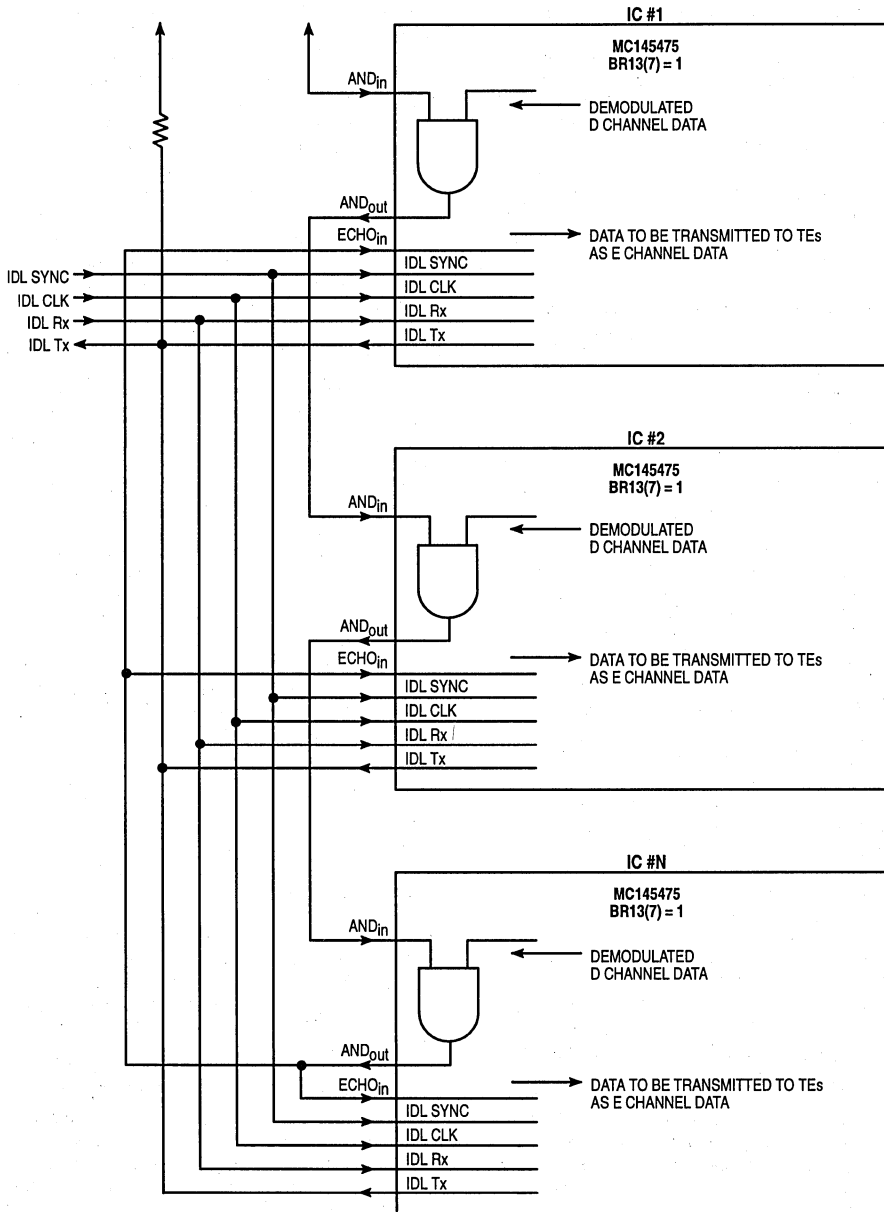 IC #1
MC145475
BR13(7) = 1
ANDin
DEMODULATED
D CHANNEL DATA
ANDout
ECHOin
DATA TO BE TRANSMITTED TO TEs
AS E CHANNEL DATA
IDL SYNC
IDL SYNC
IDL CLK
IDL CLK
IDL Rx
IDL Rx
IDL Tx
IDL Tx
IC #2
MC145475
BR13(7) = 1
ANDin
DEMODULATED
D CHANNEL DATA
ANDout
ECHOin
DATA TO BE TRANSMITTED TO TEs
AS E CHANNEL DATA
IDL SYNC
IDL CLK
IDL Rx
IDL Tx
IC #N
MC145475
BR13(7) = 1
ANDin
DEMODULATED
D CHANNEL DATA
ANDout
ECHOin
DATA TO BE TRANSMITTED TO TEs
AS E CHANNEL DATA
IDL SYNC
IDL CLK
IDL Rx
IDL Tx